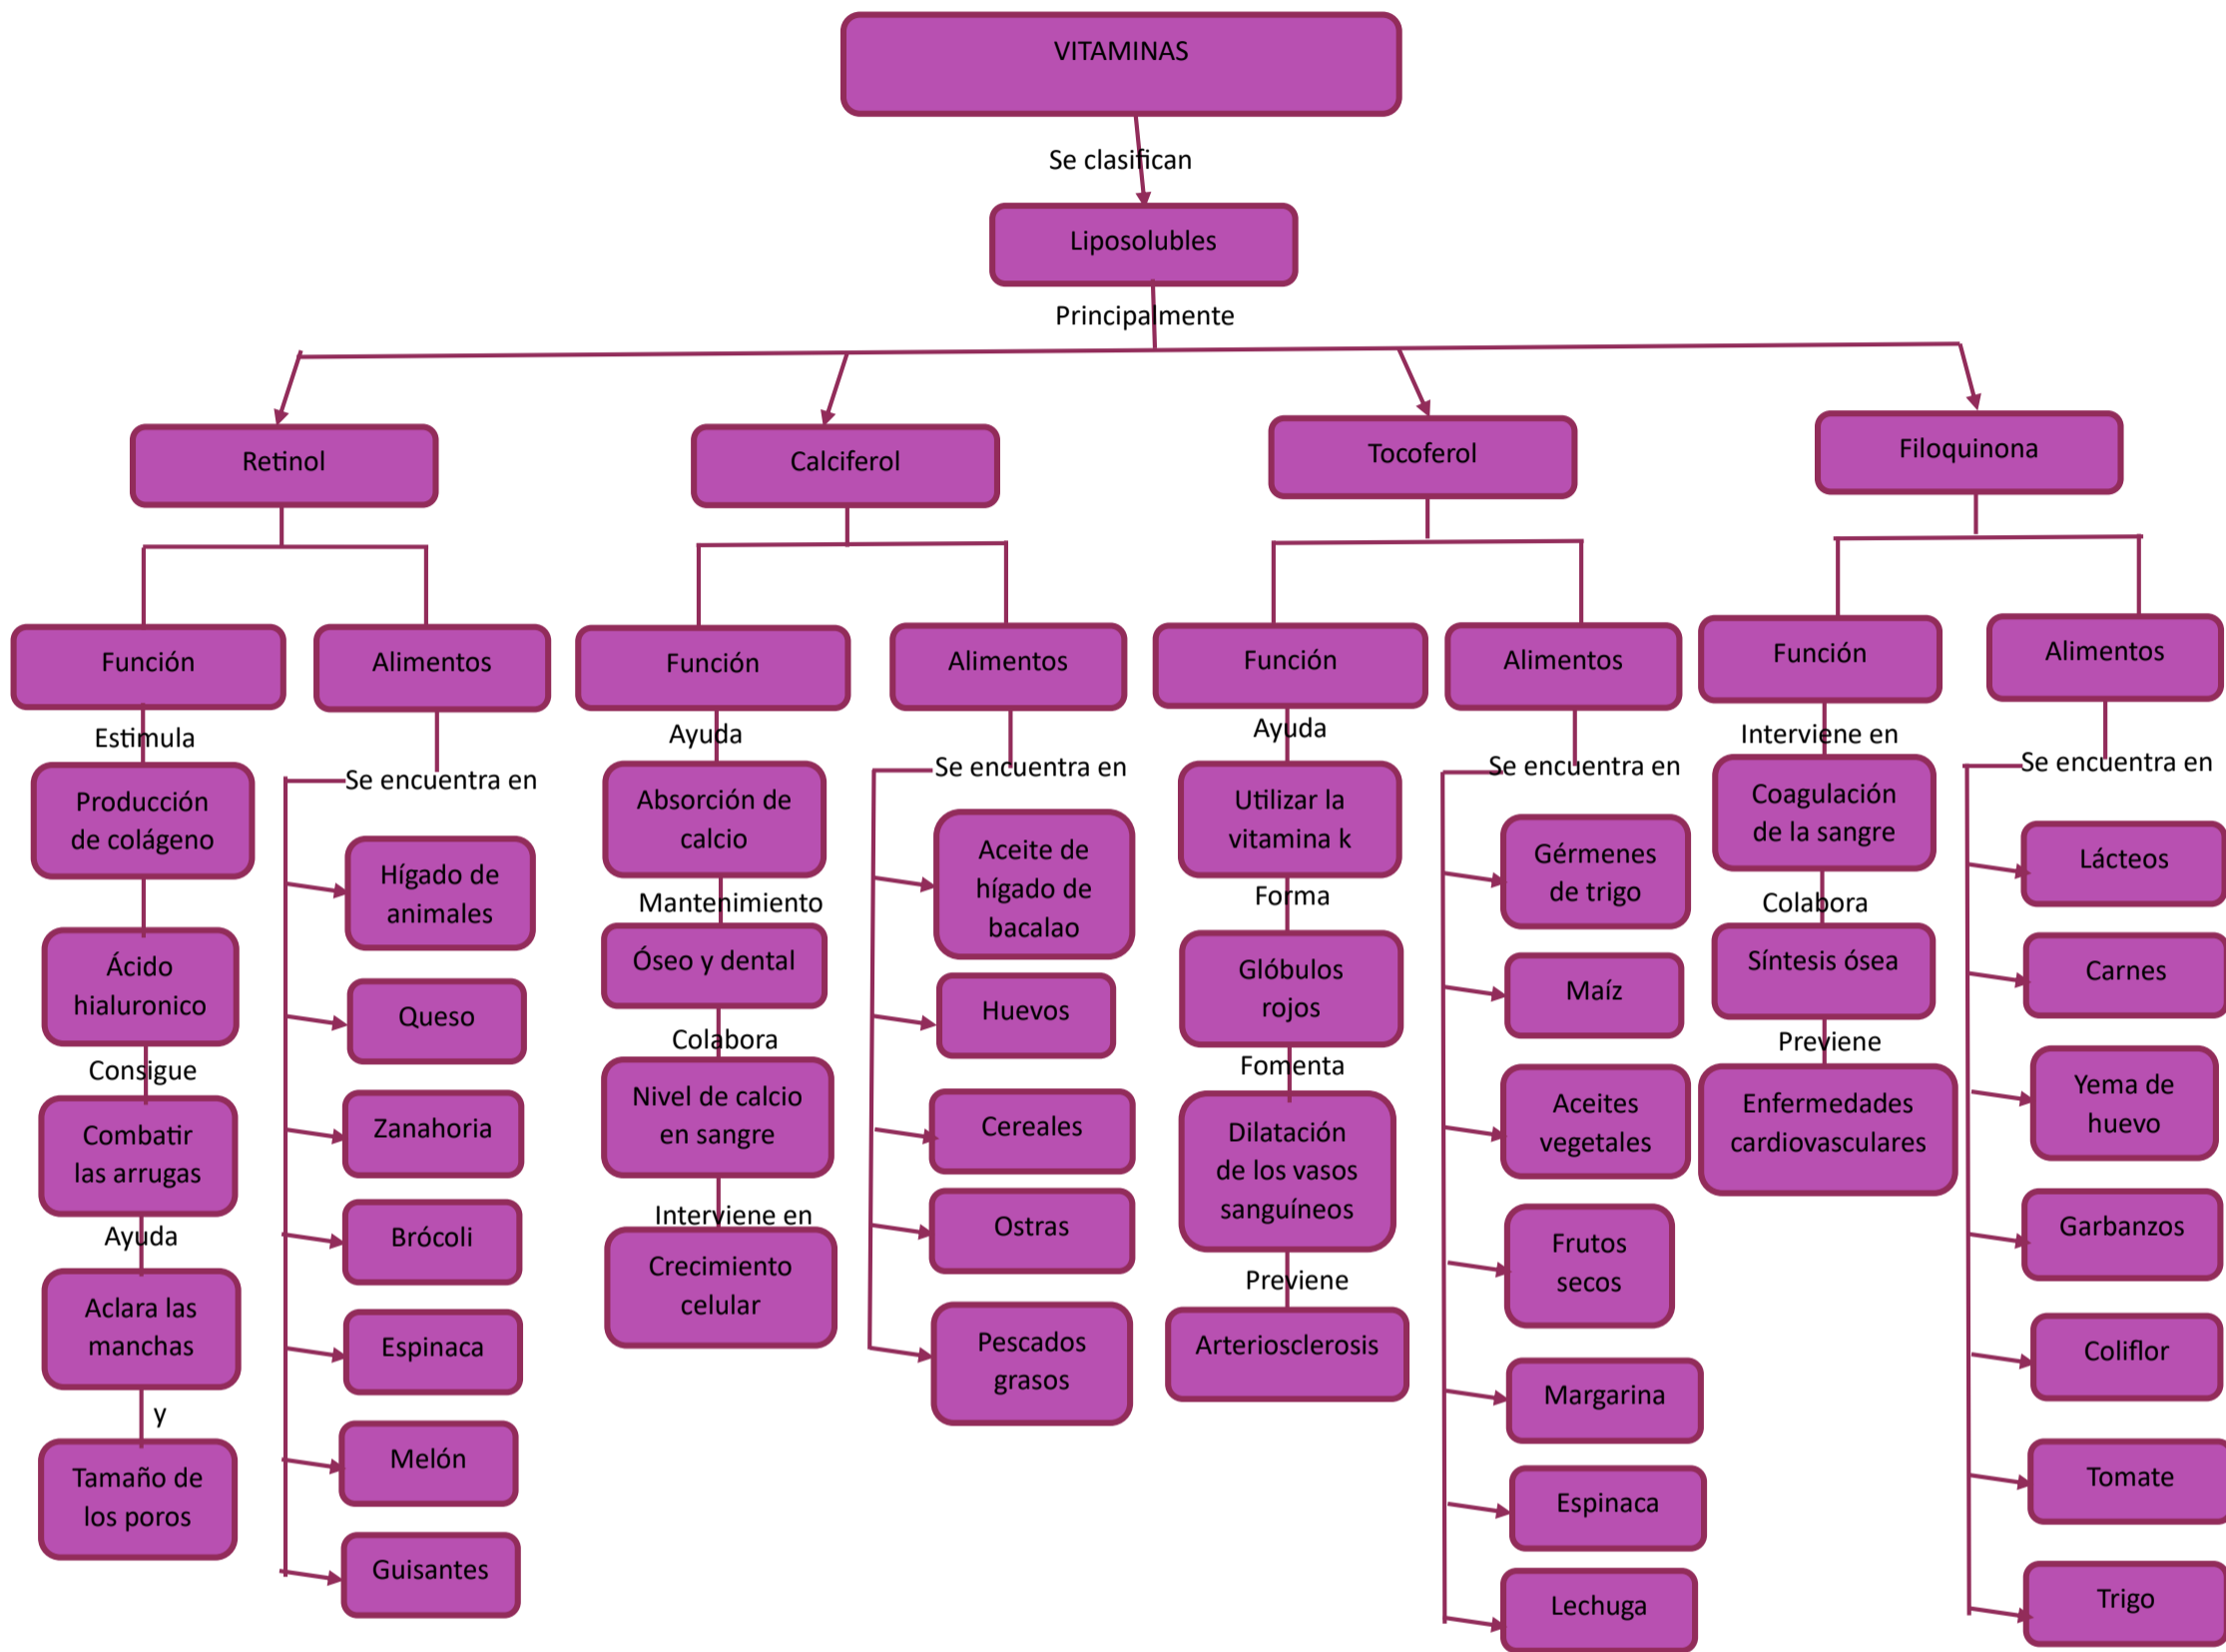 VITAMINAS
Se clasifican
Liposolubles
Principalmente
Retinol
Calciferol
Tocoferol
Filoquinona
Función
Estimula
Producción
de colágeno
Ácido
hialuronico
Consigue
Combatir
las arrugas
Ayuda
Aclara las
manchas
y
Tamaño de
los poros
Alimentos
Se encuentra en
Hígado de
animales
Queso
Zanahoria
Brócoli
Espinaca
Melón
Guisantes
Función
Ayuda
Absorción de
calcio
Mantenimiento
Óseo y dental
Colabora
Nivel de calcio
en sangre
Interviene en
Crecimiento
celular
Alimentos
Se encuentra en
Aceite de
hígado de
bacalao
Huevos
Cereales
Ostras
Pescados
grasos
Función
Ayuda
Utilizar la
vitamina k
Forma
Glóbulos
rojos
Fomenta
Dilatación
de los vasos
sanguíneos
Previene
Arteriosclerosis
Alimentos
Se encuentra en
Gérmenes
de trigo
Maíz
Aceites
vegetales
Frutos
secos
Margarina
Espinaca
Lechuga
Función
Interviene en
Coagulación
de la sangre
Colabora
Síntesis ósea
Previene
Enfermedades
cardiovasculares
Alimentos
Se encuentra en
Lácteos
Carnes
Yema de
huevo
Garbanzos
Coliflor
Tomate
Trigo